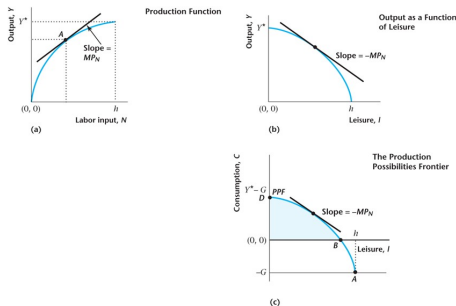 Production Function
Output, Y
Y*
A
Slope =
MP_N
(0, 0)
h
Labor input, N
(a)
Output as a Function
of Leisure
Output, Y
Y*
Slope = –MP_N
(0, 0)
h
Leisure, l
(b)
The Production
Possibilities Frontier
Consumption, C
Y*– G
D
PPF
Slope = –MP_N
(0, 0)
h
B
Leisure, l
–G
A
(c)